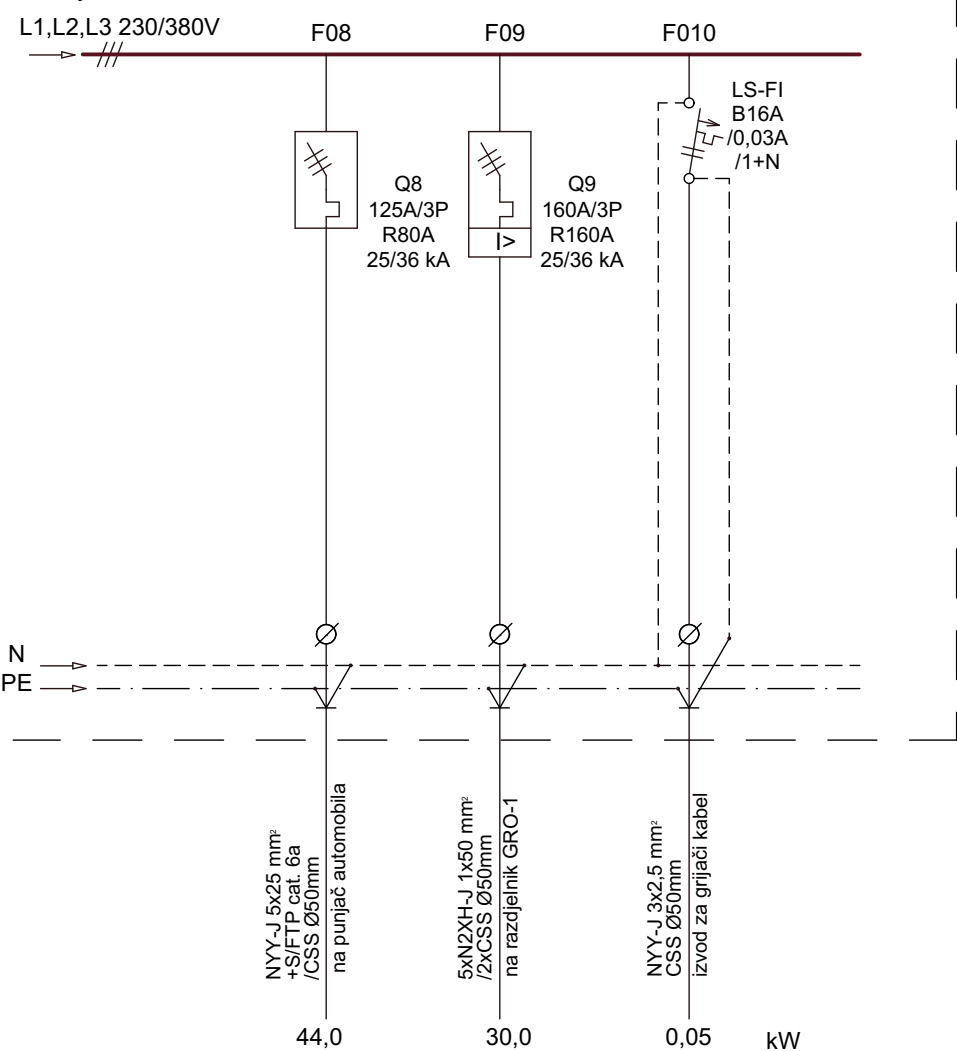 L1,L2,L3 230/380V
F08
F09
F010
LS-FI
B16A
/0,03A
/1+N
Q8
125A/3P
R80A
25/36 kA
Q9
160A/3P
R160A
25/36 kA
I>
N
PE
NYY-J 5x25 mm²
+S/FTP cat. 6a
/CSS Ø50mm
na punjač automobila
5xN2XH-J 1x50 mm²
/2xCSS Ø50mm
na razdjelnik GRO-1
NYY-J 3x2,5 mm²
CSS Ø50mm
izvod za grijači kabel
44,0
30,0
0,05
kW